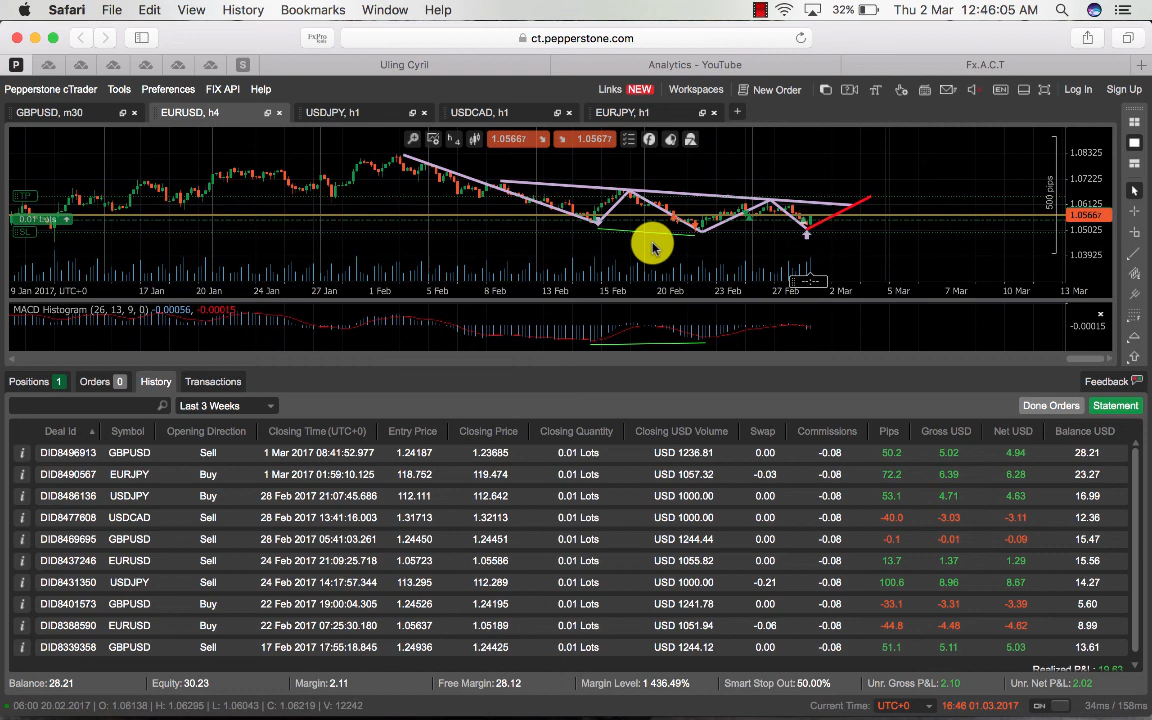 Safari File Edit View History Bookmarks Window Help 32% Thu 2 Mar 12:46:05 AM
FxPro ct.pepperstone.com
P S Uling Cyril Analytics - YouTube Fx.A.C.T
Pepperstone cTrader Tools Preferences FIX API Help Links NEW Workspaces New Order EN Log In Sign Up
GBPUSD, m30 EURUSD, h4 USDJPY, h1 USDCAD, h1 EURJPY, h1
h4 1.05667 1.05677
1.08325
1.07225
500 pips
TP
1.06125
0.01 Lots
1.05667
SL
1.05025
1.03925
9 Jan 2017, UTC+0 17 Jan 20 Jan 24 Jan 27 Jan 1 Feb 5 Feb 8 Feb 13 Feb 15 Feb 20 Feb 23 Feb 27 Feb --:-- 2 Mar 5 Mar 7 Mar 10 Mar 13 Mar
MACD Histogram (26, 13, 9, 0) -0.00056, -0.00015
-0.00015
Positions 1 Orders 0 History Transactions Feedback
Last 3 Weeks Done Orders Statement
Deal Id Symbol Opening Direction Closing Time (UTC+0) Entry Price Closing Price Closing Quantity Closing USD Volume Swap Commissions Pips Gross USD Net USD Balance USD
i DID8496913 GBPUSD Sell 1 Mar 2017 08:41:52.977 1.24187 1.23685 0.01 Lots USD 1236.81 0.00 -0.08 50.2 5.02 4.94 28.21
i DID8490567 EURJPY Buy 1 Mar 2017 01:59:10.125 118.752 119.474 0.01 Lots USD 1057.32 -0.03 -0.08 72.2 6.39 6.28 23.27
i DID8486136 USDJPY Buy 28 Feb 2017 21:07:45.686 112.111 112.642 0.01 Lots USD 1000.00 0.00 -0.08 53.1 4.71 4.63 16.99
i DID8477608 USDCAD Sell 28 Feb 2017 13:41:16.003 1.31713 1.32113 0.01 Lots USD 1000.00 0.00 -0.08 -40.0 -3.03 -3.11 12.36
i DID8469695 GBPUSD Sell 28 Feb 2017 05:41:03.261 1.24450 1.24451 0.01 Lots USD 1244.44 0.00 -0.08 -0.1 -0.01 -0.09 15.47
i DID8437246 EURUSD Sell 24 Feb 2017 21:09:25.718 1.05723 1.05586 0.01 Lots USD 1055.82 0.00 -0.08 13.7 1.37 1.29 15.56
i DID8431350 USDJPY Sell 24 Feb 2017 14:17:57.344 113.295 112.289 0.01 Lots USD 1000.00 -0.21 -0.08 100.6 8.96 8.67 14.27
i DID8401573 GBPUSD Buy 22 Feb 2017 19:00:04.305 1.24526 1.24195 0.01 Lots USD 1241.78 0.00 -0.08 -33.1 -3.31 -3.39 5.60
i DID8388590 EURUSD Buy 22 Feb 2017 07:25:30.180 1.05637 1.05189 0.01 Lots USD 1051.94 -0.06 -0.08 -44.8 -4.48 -4.62 8.99
i DID8339358 GBPUSD Sell 17 Feb 2017 17:55:18.845 1.24936 1.24425 0.01 Lots USD 1244.12 0.00 -0.08 51.1 5.11 5.03 13.61
Realized P&L: 19.63
Balance: 28.21 Equity: 30.23 Margin: 2.11 Free Margin: 28.12 Margin Level: 1 436.49% Smart Stop Out: 50.00% Unr. Gross P&L: 2.10 Unr. Net P&L: 2.02
06:00 20.02.2017 | O: 1.06138 | H: 1.06295 | L: 1.06043 | C: 1.06219 | V: 12242 Current Time: UTC+0 16:46 01.03.2017 ON 34ms / 158ms